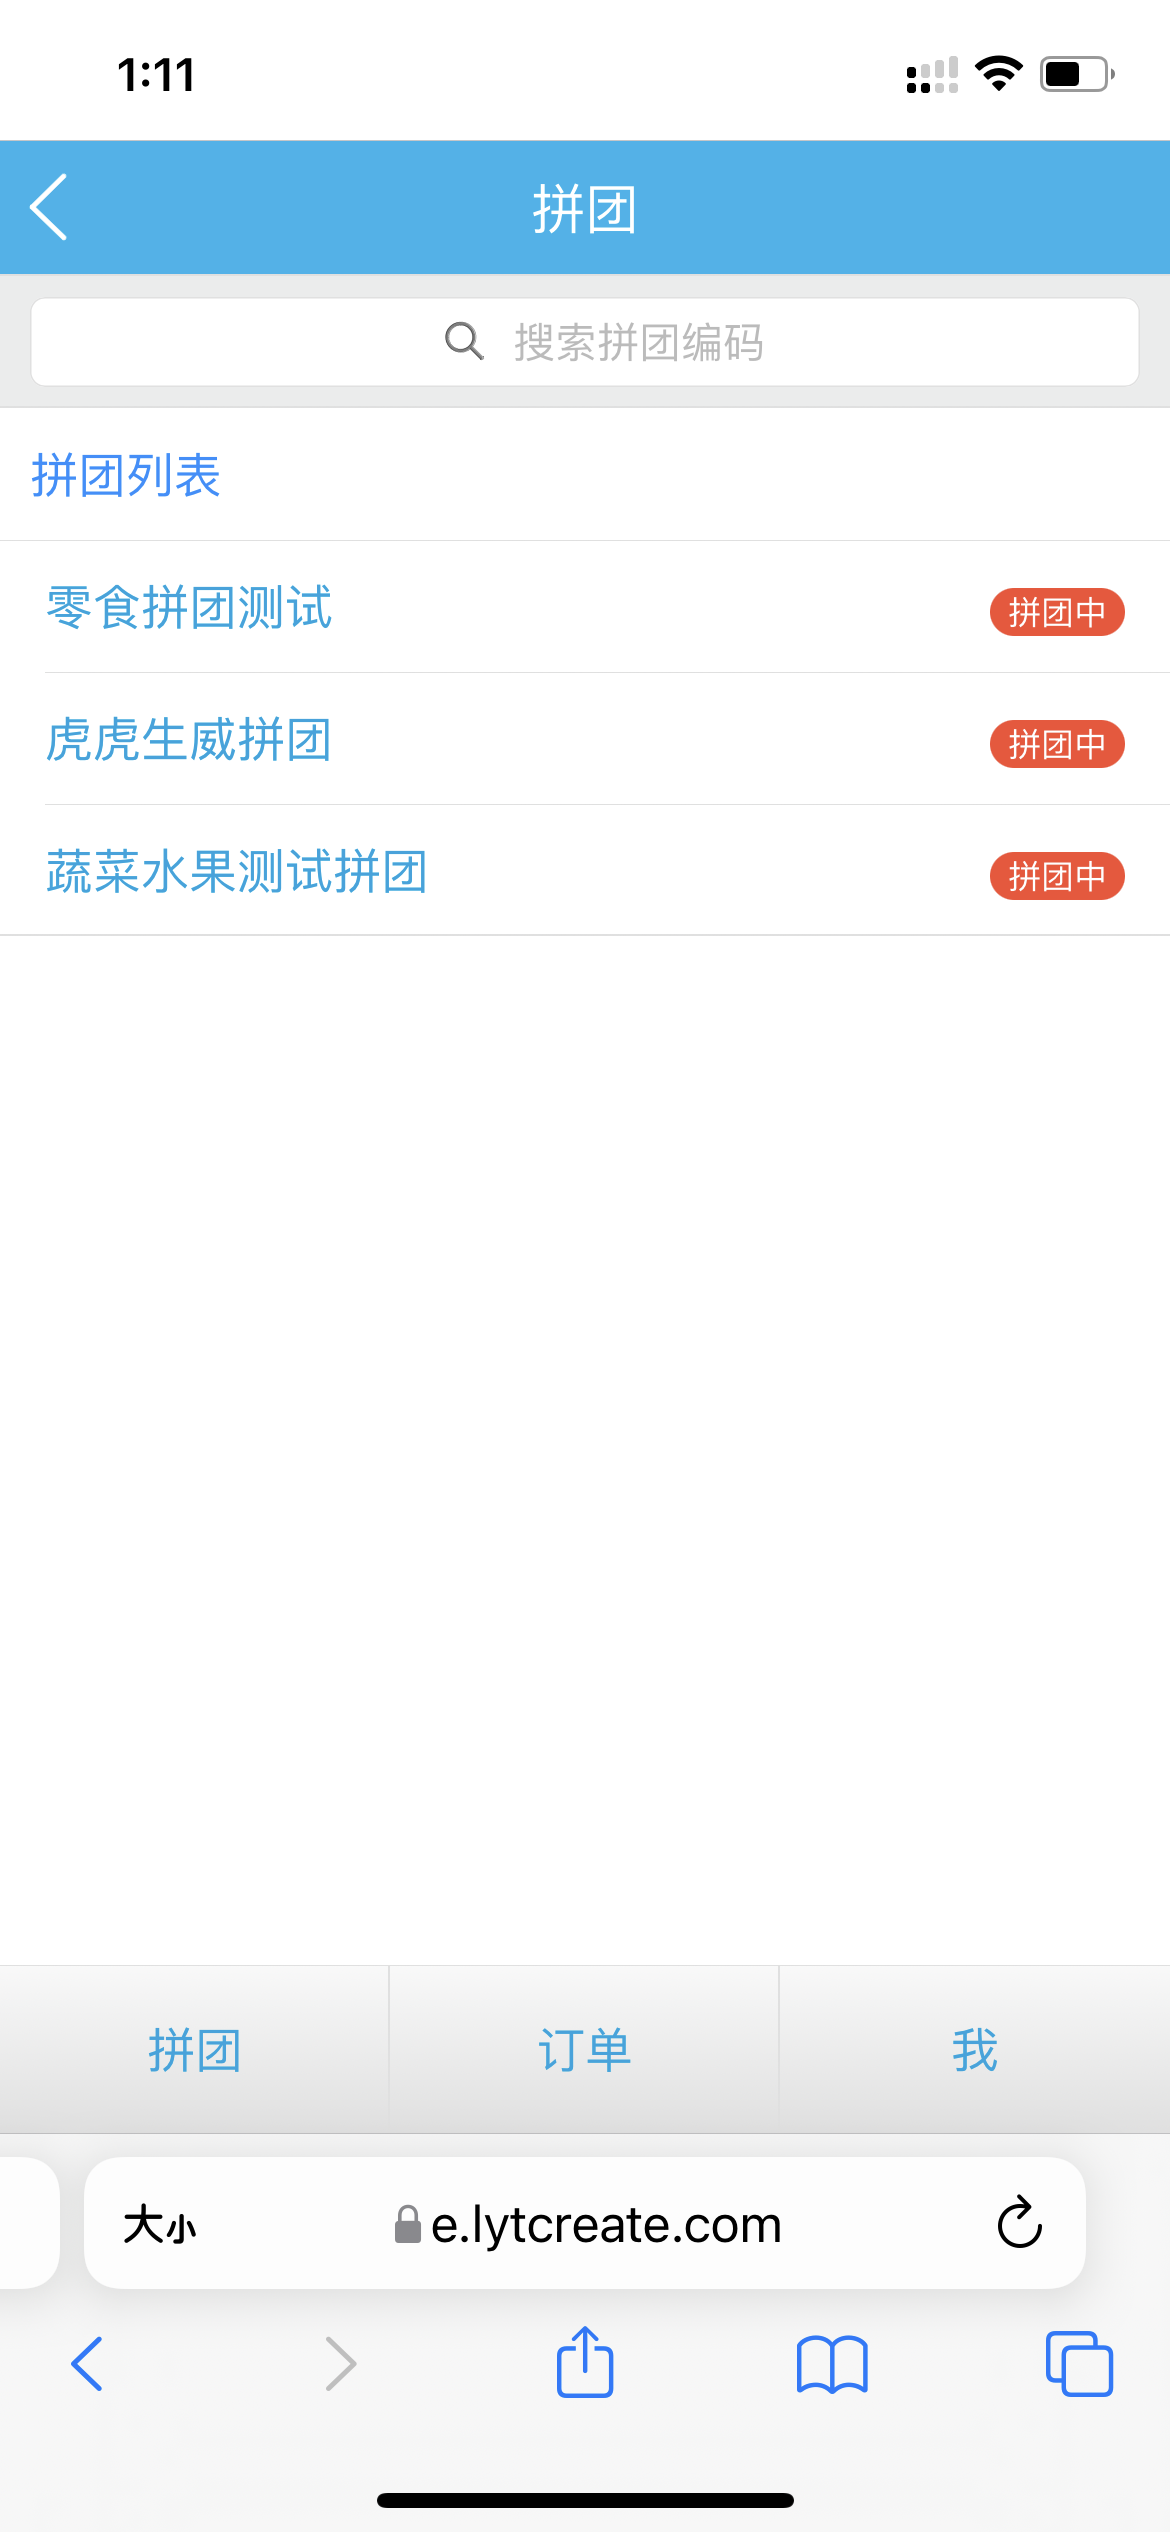 1:11
拼团
搜索拼团编码
拼团列表
零食拼团测试 拼团中
虎虎生威拼团 拼团中
蔬菜水果测试拼团 拼团中
拼团 订单 我
大小 e.lytcreate.com